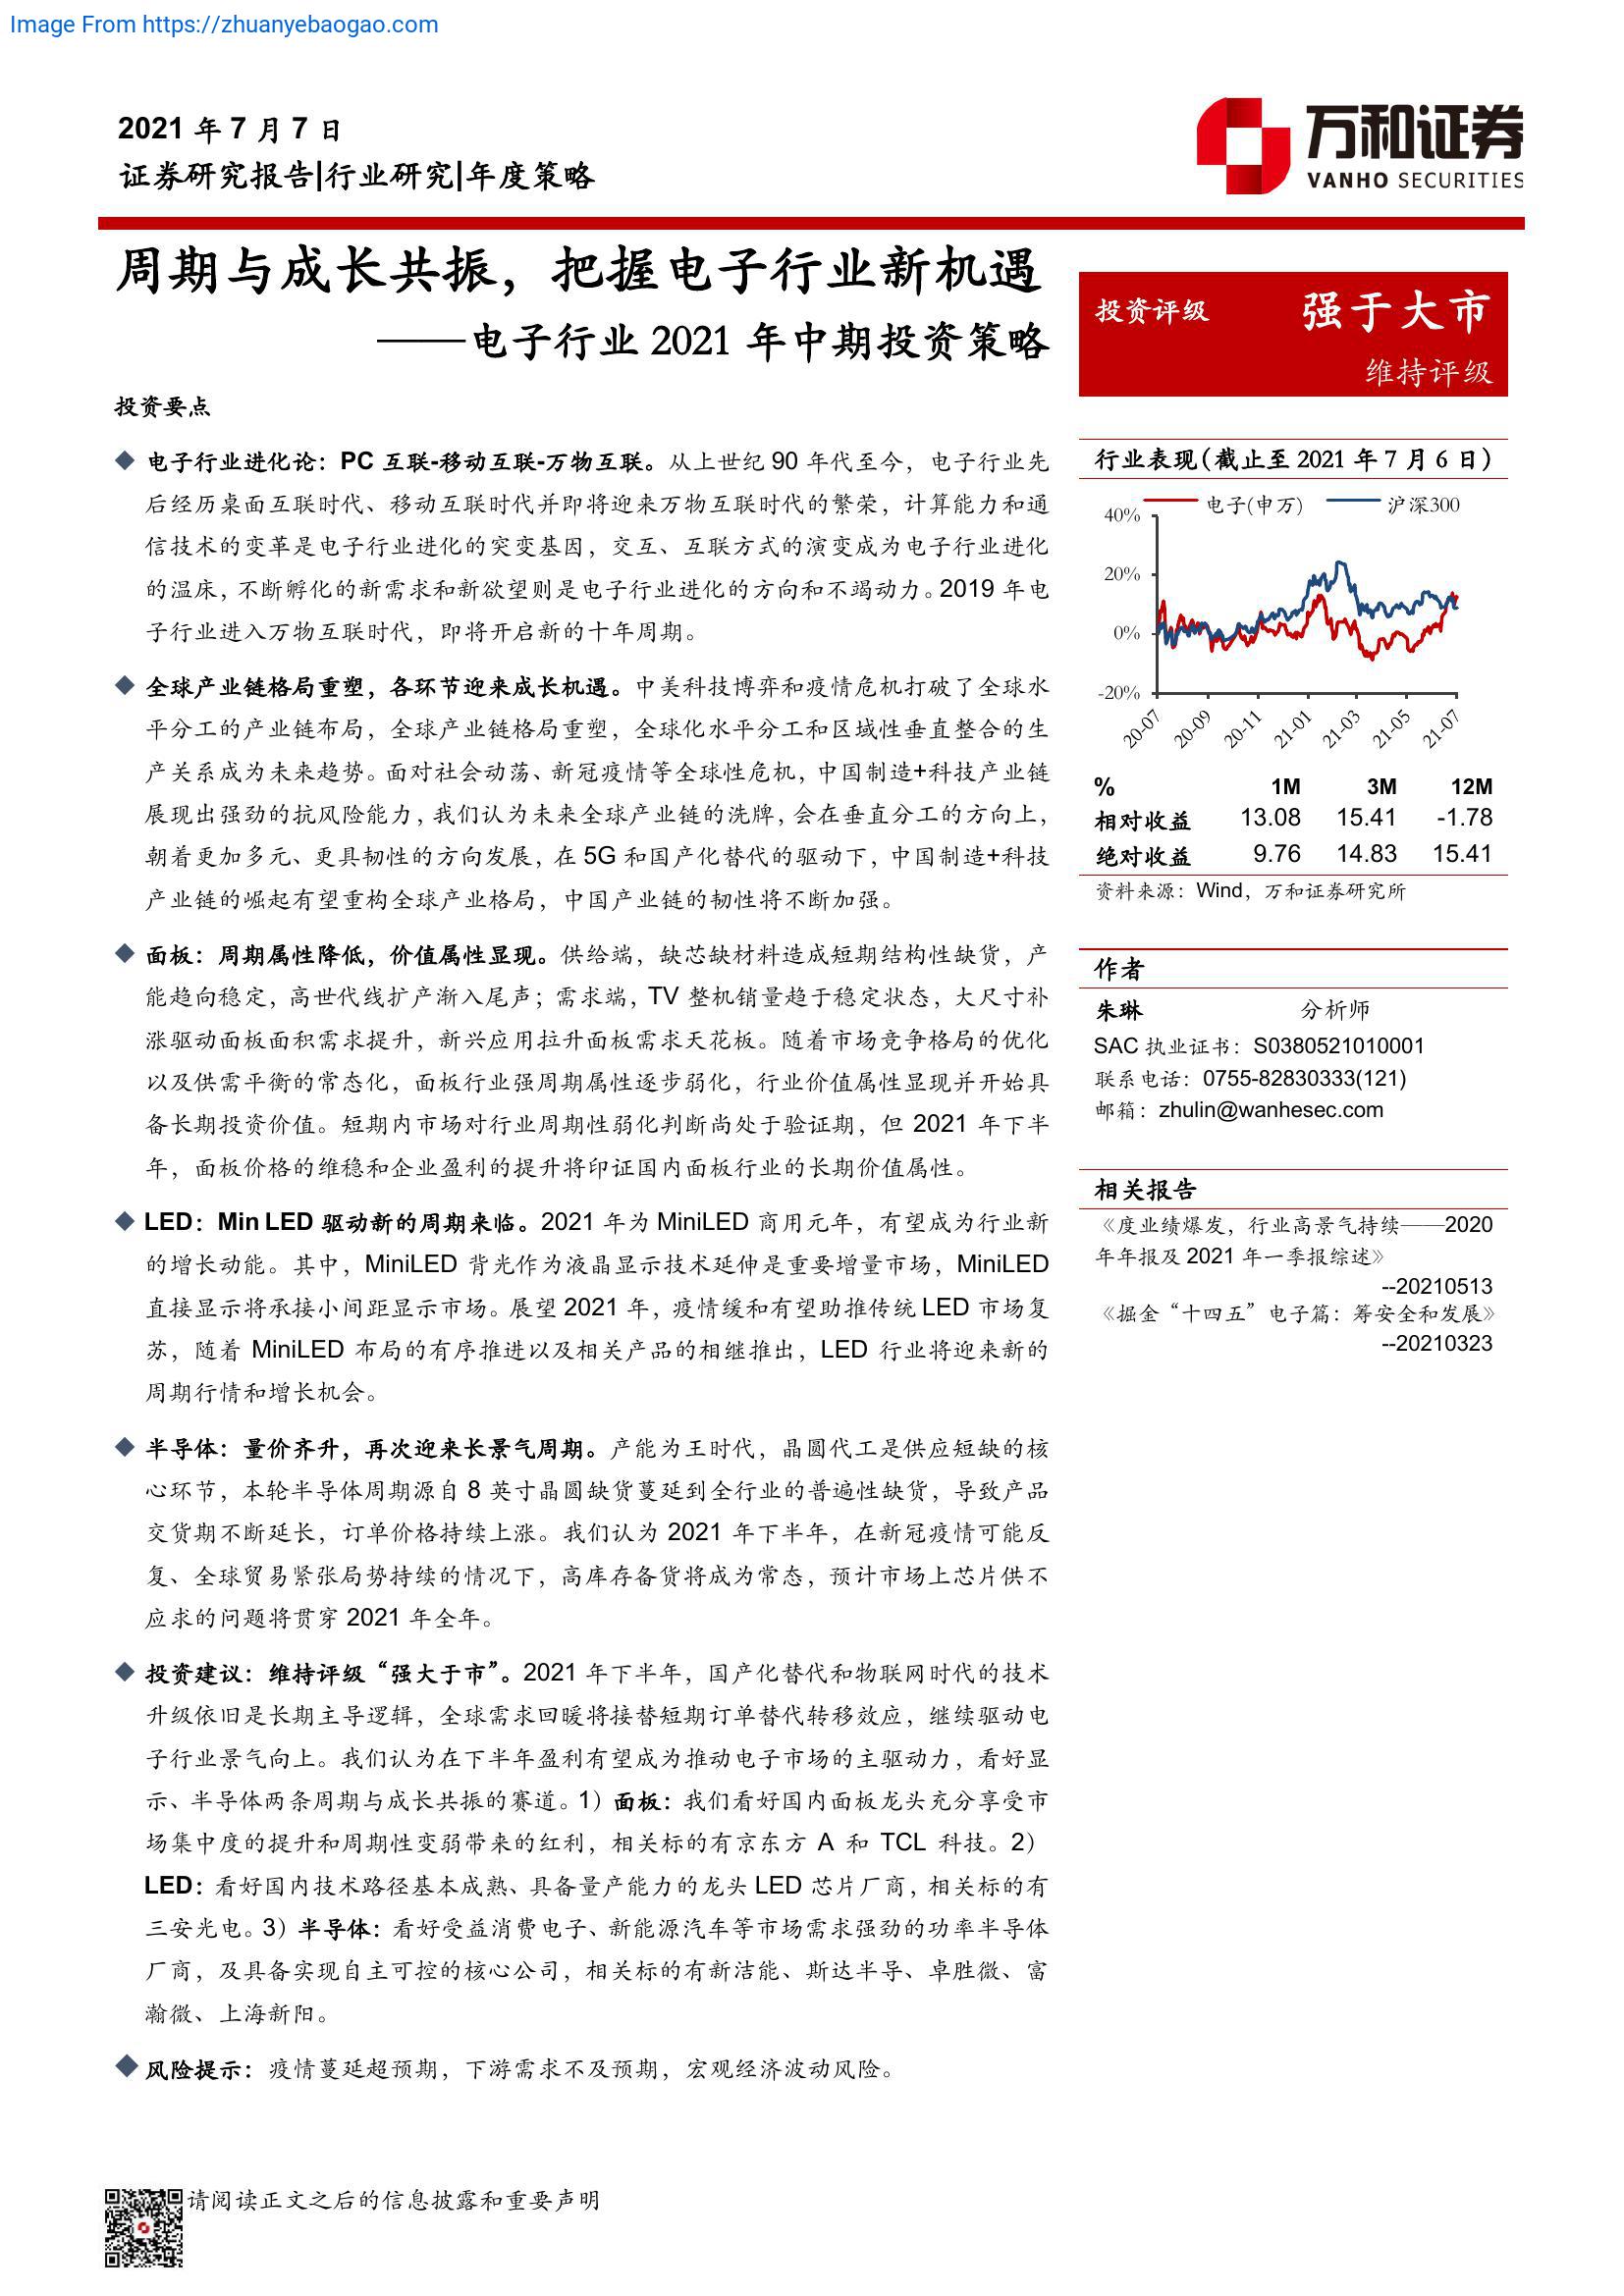 Image From https://zhuanyebaogao.com
2021 年 7 月 7 日
证券研究报告|行业研究|年度策略
万和证券
VANHO SECURITIES
周期与成长共振，把握电子行业新机遇
——电子行业 2021 年中期投资策略
投资要点
◆ 电子行业进化论：PC 互联-移动互联-万物互联。从上世纪 90 年代至今，电子行业先
后经历桌面互联时代、移动互联时代并即将迎来万物互联时代的繁荣，计算能力和通
信技术的变革是电子行业进化的突变基因，交互、互联方式的演变成为电子行业进化
的温床，不断孵化的新需求和新欲望则是电子行业进化的方向和不竭动力。2019 年电
子行业进入万物互联时代，即将开启新的十年周期。
◆ 全球产业链格局重塑，各环节迎来成长机遇。中美科技博弈和疫情危机打破了全球水
平分工的产业链布局，全球产业链格局重塑，全球化水平分工和区域性垂直整合的生
产关系成为未来趋势。面对社会动荡、新冠疫情等全球性危机，中国制造+科技产业链
展现出强劲的抗风险能力，我们认为未来全球产业链的洗牌，会在垂直分工的方向上，
朝着更加多元、更具韧性的方向发展，在 5G 和国产化替代的驱动下，中国制造+科技
产业链的崛起有望重构全球产业格局，中国产业链的韧性将不断加强。
◆ 面板：周期属性降低，价值属性显现。供给端，缺芯缺材料造成短期结构性缺货，产
能趋向稳定，高世代线扩产渐入尾声；需求端，TV 整机销量趋于稳定状态，大尺寸补
涨驱动面板面积需求提升，新兴应用拉升面板需求天花板。随着市场竞争格局的优化
以及供需平衡的常态化，面板行业强周期属性逐步弱化，行业价值属性显现并开始具
备长期投资价值。短期内市场对行业周期性弱化判断尚处于验证期，但 2021 年下半
年，面板价格的维稳和企业盈利的提升将印证国内面板行业的长期价值属性。
◆ LED：Min LED 驱动新的周期来临。2021 年为 MiniLED 商用元年，有望成为行业新
的增长动能。其中，MiniLED 背光作为液晶显示技术延伸是重要增量市场，MiniLED
直接显示将承接小间距显示市场。展望 2021 年，疫情缓和有望助推传统 LED 市场复
苏，随着 MiniLED 布局的有序推进以及相关产品的相继推出，LED 行业将迎来新的
周期行情和增长机会。
◆ 半导体：量价齐升，再次迎来长景气周期。产能为王时代，晶圆代工是供应短缺的核
心环节，本轮半导体周期源自 8 英寸晶圆缺货蔓延到全行业的普遍性缺货，导致产品
交货期不断延长，订单价格持续上涨。我们认为 2021 年下半年，在新冠疫情可能反
复、全球贸易紧张局势持续的情况下，高库存备货将成为常态，预计市场上芯片供不
应求的问题将贯穿 2021 年全年。
◆ 投资建议：维持评级“强大于市”。2021 年下半年，国产化替代和物联网时代的技术
升级依旧是长期主导逻辑，全球需求回暖将接替短期订单替代转移效应，继续驱动电
子行业景气向上。我们认为在下半年盈利有望成为推动电子市场的主驱动力，看好显
示、半导体两条周期与成长共振的赛道。1）面板：我们看好国内面板龙头充分享受市
场集中度的提升和周期性变弱带来的红利，相关标的有京东方 A 和 TCL 科技。2）
LED：看好国内技术路径基本成熟、具备量产能力的龙头 LED 芯片厂商，相关标的有
三安光电。3）半导体：看好受益消费电子、新能源汽车等市场需求强劲的功率半导体
厂商，及具备实现自主可控的核心公司，相关标的有新洁能、斯达半导、卓胜微、富
瀚微、上海新阳。
◆ 风险提示：疫情蔓延超预期，下游需求不及预期，宏观经济波动风险。
投资评级 强于大市
维持评级
行业表现（截止至 2021 年 7 月 6 日）
电子(申万) 沪深300
40%
20%
0%
-20%
20-07 20-09 20-11 21-01 21-03 21-05 21-07
% 1M 3M 12M
相对收益 13.08 15.41 -1.78
绝对收益 9.76 14.83 15.41
资料来源：Wind，万和证券研究所
作者
朱琳 分析师
SAC 执业证书：S0380521010001
联系电话：0755-82830333(121)
邮箱：zhulin@wanhesec.com
相关报告
《度业绩爆发，行业高景气持续——2020
年年报及 2021 年一季报综述》
--20210513
《掘金“十四五”电子篇：筹安全和发展》
--20210323
请阅读正文之后的信息披露和重要声明